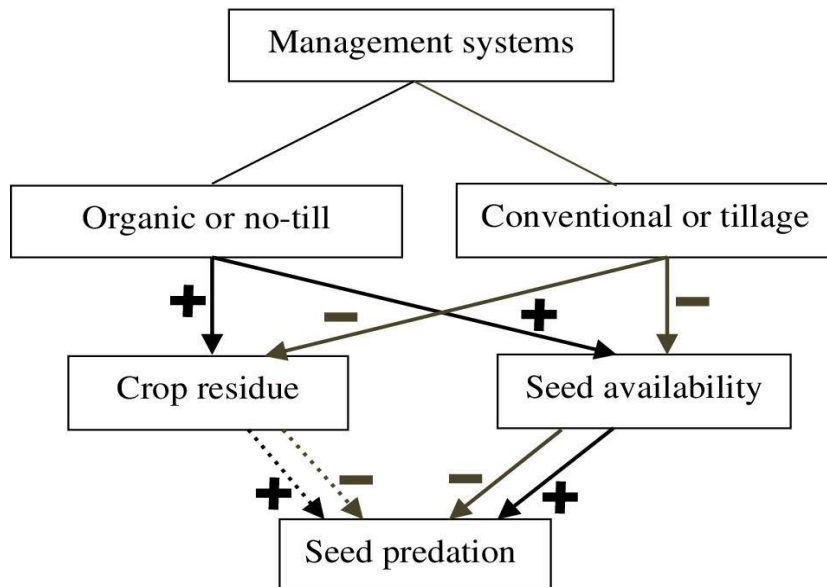 Management systems
Organic or no-till
Conventional or tillage
+
−
+
−
Crop residue
Seed availability
+
−
−
+
Seed predation